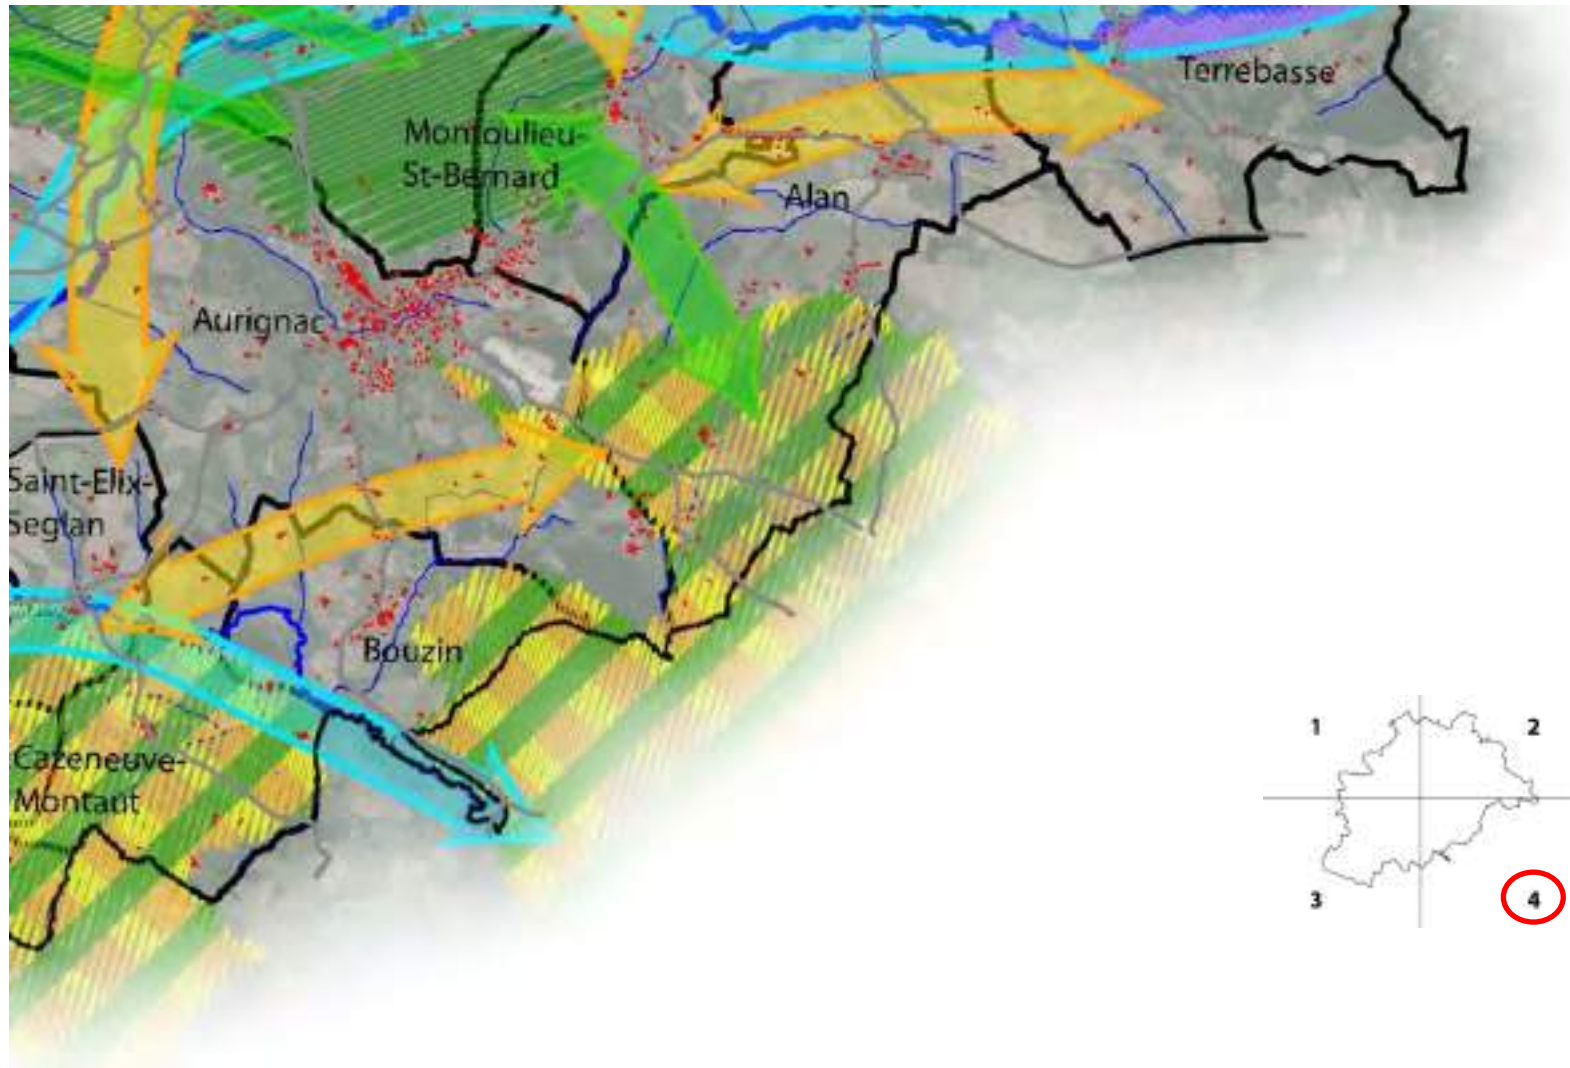 Terrebasse
Montoulieu-
St-Bernard
Alan
Aurignac
Saint-Elix-
Seglan
Bouzin
Cazeneuve-
Montaut
1
2
3
4